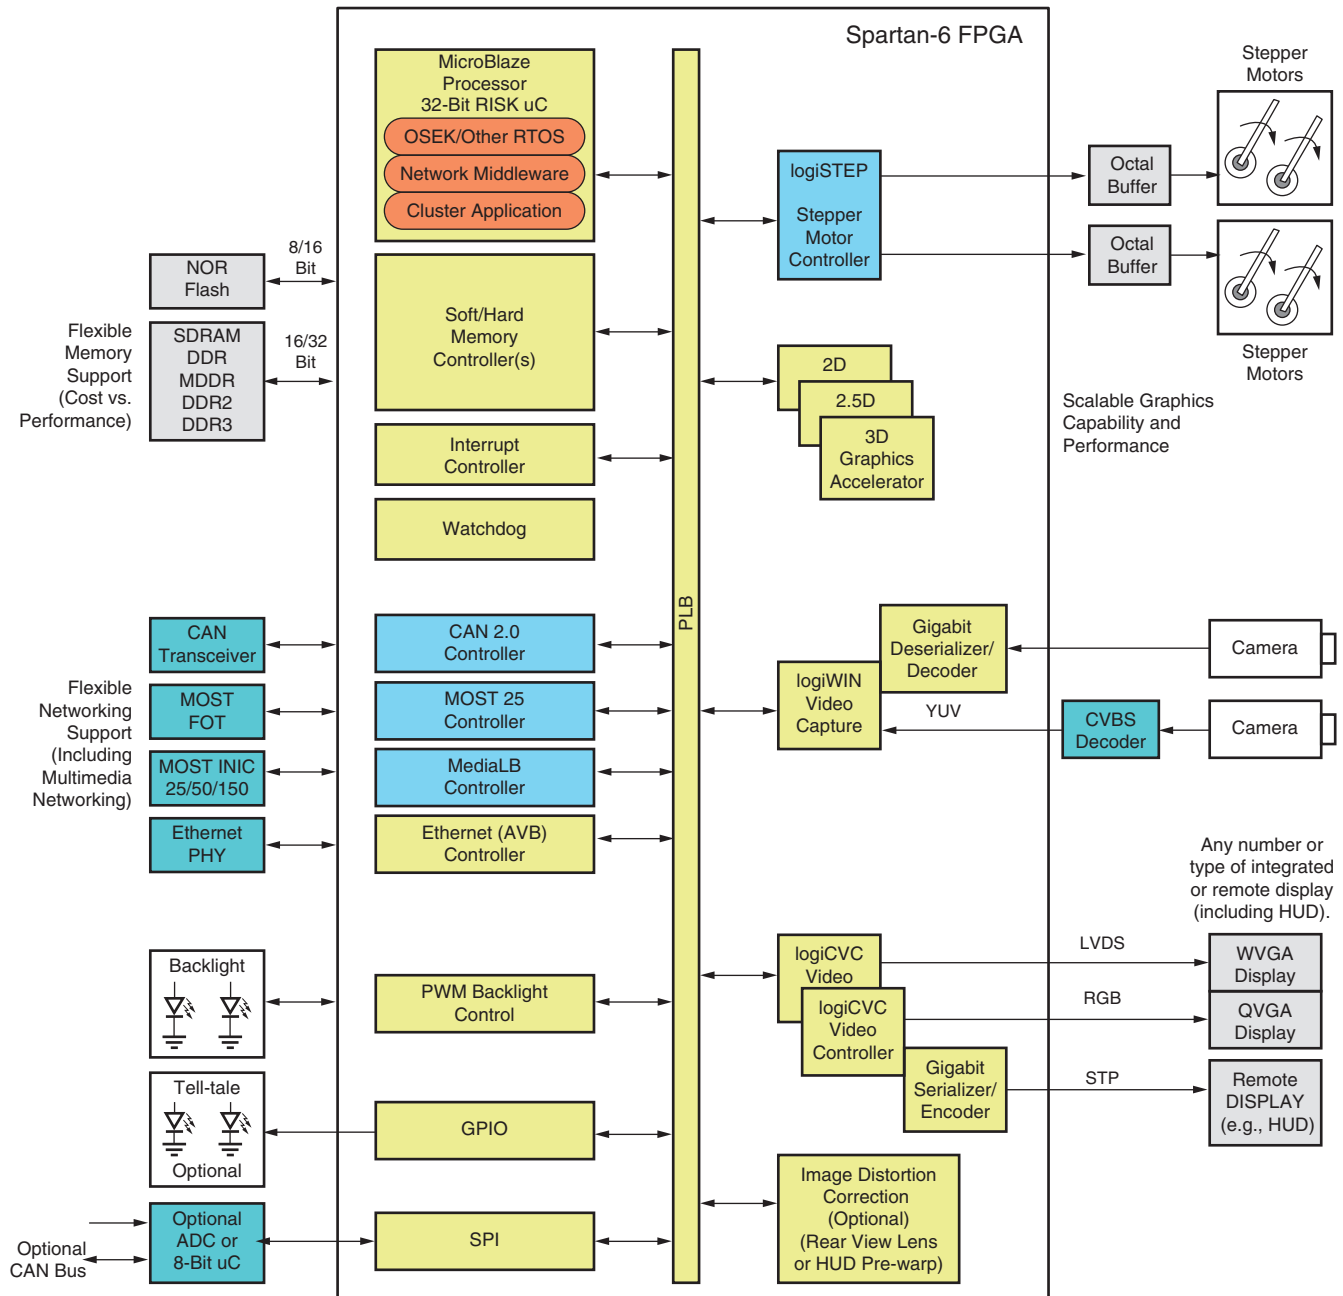 Spartan-6 FPGA
MicroBlaze
Processor
32-Bit RISK uC
OSEK/Other RTOS
Network Middleware
Cluster Application
8/16
Bit
NOR
Flash
Flexible
Memory
Support
(Cost vs.
Performance)
SDRAM
DDR
MDDR
DDR2
DDR3
16/32
Bit
Soft/Hard
Memory
Controller(s)
Interrupt
Controller
Watchdog
CAN
Transceiver
CAN 2.0
Controller
Flexible
Networking
Support
(Including
Multimedia
Networking)
MOST
FOT
MOST 25
Controller
MOST INIC
25/50/150
MediaLB
Controller
Ethernet
PHY
Ethernet (AVB)
Controller
Backlight
PWM Backlight
Control
Tell-tale
Optional
GPIO
Optional
CAN Bus
Optional
ADC or
8-Bit uC
SPI
PLB
logiSTEP
Stepper
Motor
Controller
Octal
Buffer
Octal
Buffer
Stepper
Motors
Stepper
Motors
2D
2.5D
3D
Graphics
Accelerator
Scalable Graphics
Capability and
Performance
Gigabit
Deserializer/
Decoder
logiWIN
Video
Capture
YUV
CVBS
Decoder
Camera
Camera
Any number or
type of integrated
or remote display
(including HUD).
logiCVC
Video
logiCVC
Video
Controller
Gigabit
Serializer/
Encoder
LVDS
RGB
STP
WVGA
Display
QVGA
Display
Remote
DISPLAY
(e.g., HUD)
Image Distortion
Correction
(Optional)
(Rear View Lens
or HUD Pre-warp)